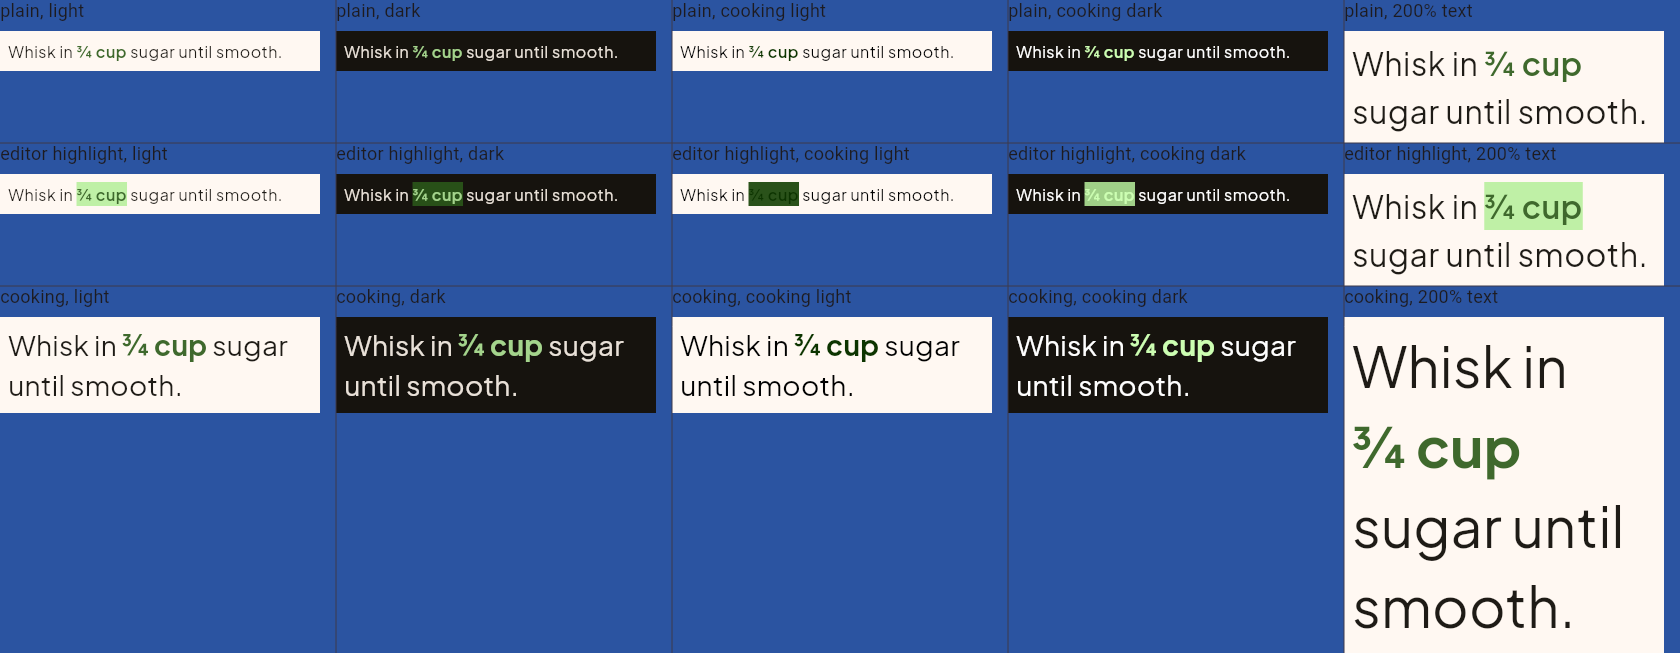 plain, light
plain, dark
plain, cooking light
plain, cooking dark
plain, 200% text
Whisk in ¾ cup sugar until smooth.
Whisk in ¾ cup sugar until smooth.
Whisk in ¾ cup sugar until smooth.
Whisk in ¾ cup sugar until smooth.
Whisk in ¾ cup
sugar until smooth.
editor highlight, light
editor highlight, dark
editor highlight, cooking light
editor highlight, cooking dark
editor highlight, 200% text
Whisk in ¾ cup sugar until smooth.
Whisk in ¾ cup sugar until smooth.
Whisk in ¾ cup sugar until smooth.
Whisk in ¾ cup sugar until smooth.
Whisk in ¾ cup
sugar until smooth.
cooking, light
cooking, dark
cooking, cooking light
cooking, cooking dark
cooking, 200% text
Whisk in ¾ cup sugar
until smooth.
Whisk in ¾ cup sugar
until smooth.
Whisk in ¾ cup sugar
until smooth.
Whisk in ¾ cup sugar
until smooth.
Whisk in
¾ cup
sugar until
smooth.